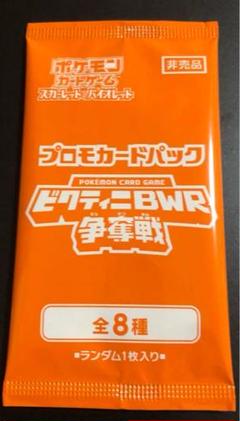 ポケモン
カードゲーム
スカーレット&バイオレット
非売品
プロモカードパック
POKÉMON CARD GAME
ビクティニBWR
争奪戦
全8種
■ランダム1枚入り■